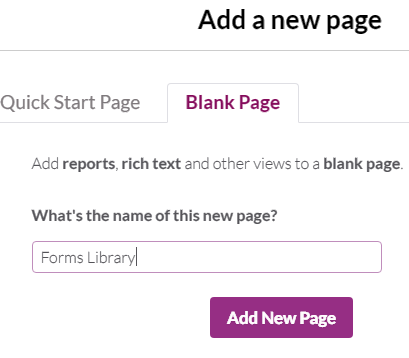 Add a new page
Quick Start Page
Blank Page
Add reports, rich text and other views to a blank page.
What's the name of this new page?
Forms Library
Add New Page